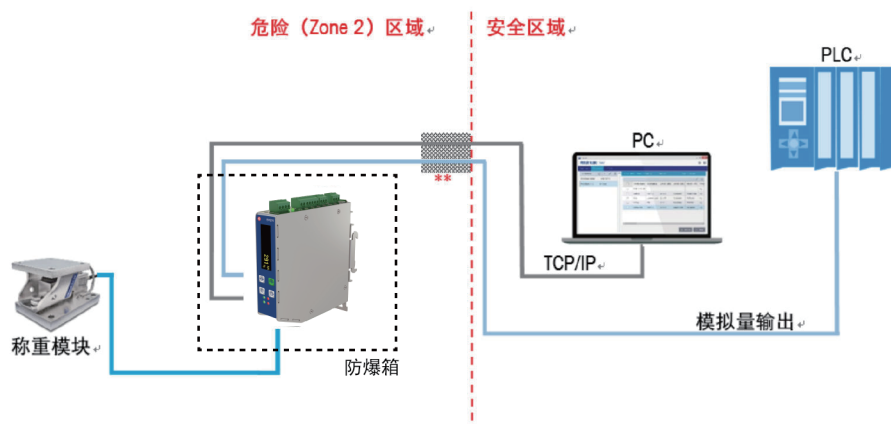 危险（Zone 2）区域
安全区域
PLC
PC
**
TCP/IP
称重模块
模拟量输出
防爆箱